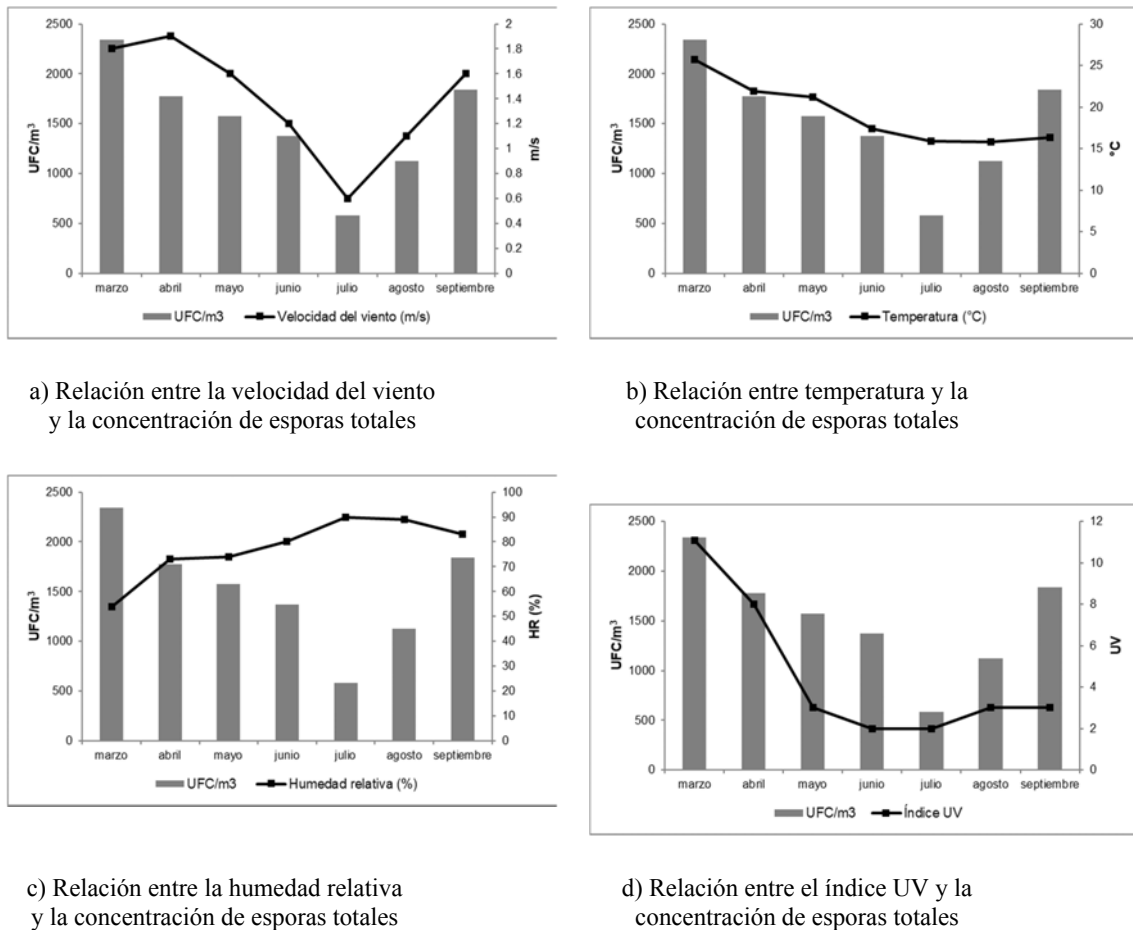 2500
2000
1500
1000
500
0
UFC/m³
2
1.8
1.6
1.4
1.2
1
0.8
0.6
0.4
0.2
0
m/s
marzo abril mayo junio julio agosto septiembre
UFC/m3 Velocidad del viento (m/s)
a) Relación entre la velocidad del viento
y la concentración de esporas totales
2500
2000
1500
1000
500
0
UFC/m³
30
25
20
15
10
5
0
°C
marzo abril mayo junio julio agosto septiembre
UFC/m3 Temperatura (°C)
b) Relación entre temperatura y la
concentración de esporas totales
2500
2000
1500
1000
500
0
UFC/m³
100
90
80
70
60
50
40
30
20
10
0
HR (%)
marzo abril mayo junio julio agosto septiembre
UFC/m3 Humedad relativa (%)
c) Relación entre la humedad relativa
y la concentración de esporas totales
2500
2000
1500
1000
500
0
UFC/m³
12
10
8
6
4
2
0
UV
marzo abril mayo junio julio agosto septiembre
UFC/m3 Índice UV
d) Relación entre el índice UV y la
concentración de esporas totales